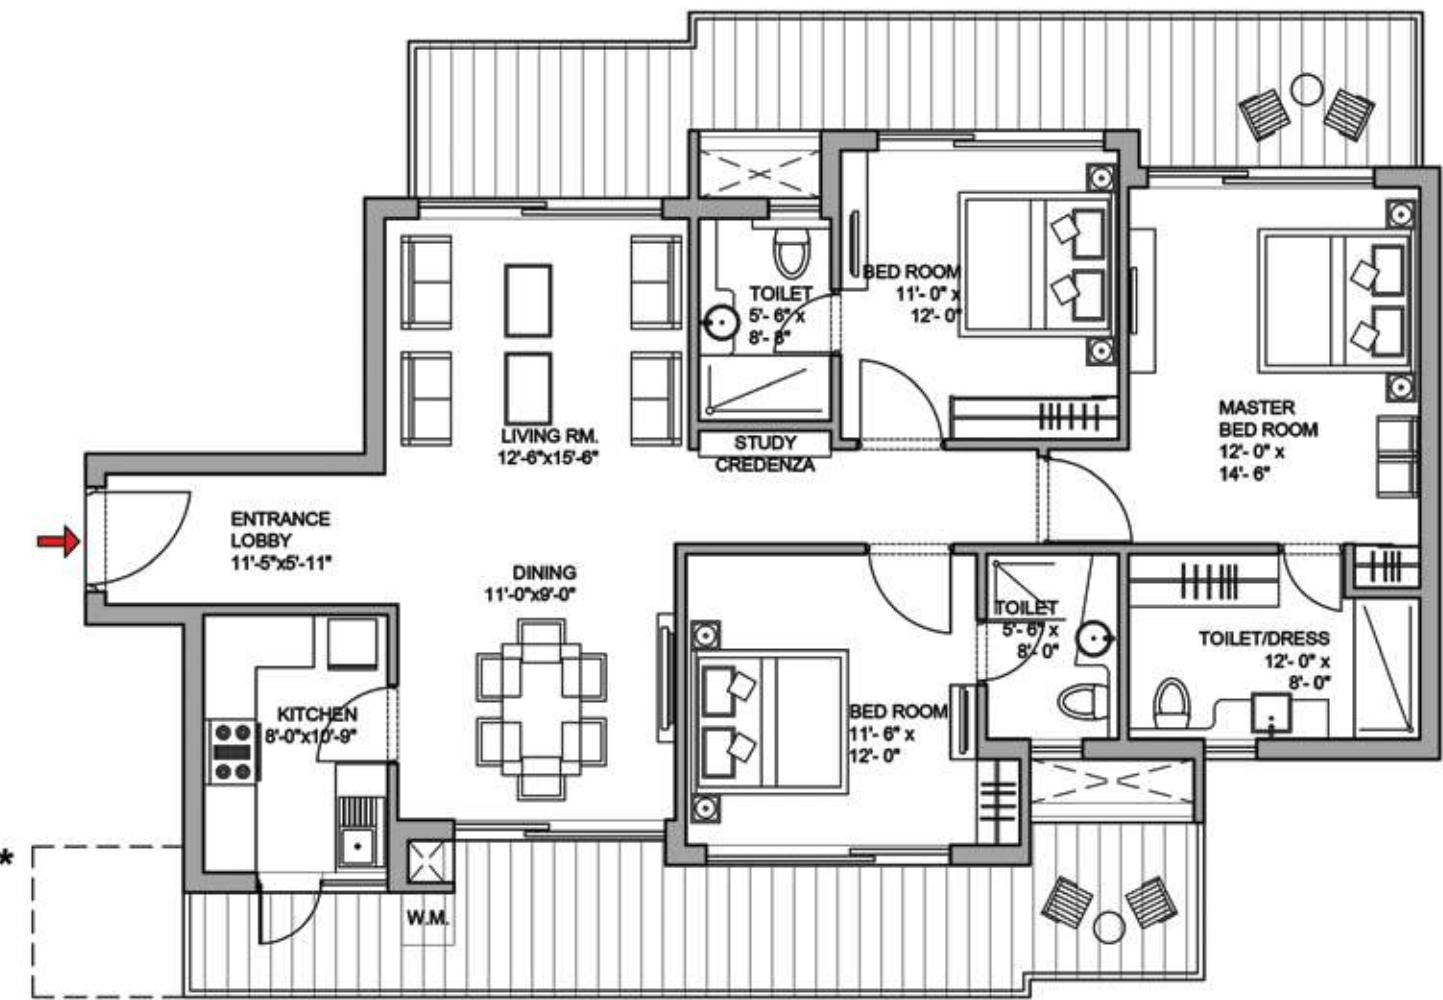 BED ROOM
11'- 0" x
12'- 0"
TOILET
5'- 6" x
8'- 8"
LIVING RM.
12'-6"x15'-6"
STUDY
CREDENZA
MASTER
BED ROOM
12'- 0" x
14'- 6"
ENTRANCE
LOBBY
11'-5"x5'-11"
DINING
11'-0"x9'-0"
TOILET
5'- 6" x
8'- 0"
TOILET/DRESS
12'- 0" x
8'- 0"
KITCHEN
8'-0"x10'-9"
BED ROOM
11'- 6" x
12'- 0"
*
W.M.